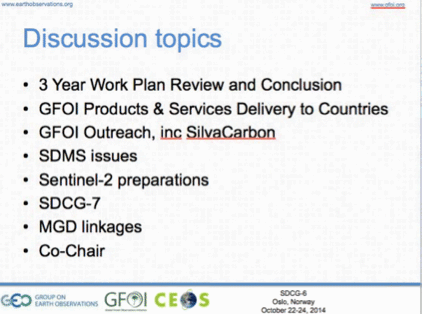 www.earthobservations.org
www.gfoi.org
Discussion topics
• 3 Year Work Plan Review and Conclusion
• GFOI Products & Services Delivery to Countries
• GFOI Outreach, inc SilvaCarbon
• SDMS issues
• Sentinel-2 preparations
• SDCG-7
• MGD linkages
• Co-Chair
GEO GROUP ON
EARTH OBSERVATIONS
GFOI
CEOS
SDCG-6
Oslo, Norway
October 22-24, 2014